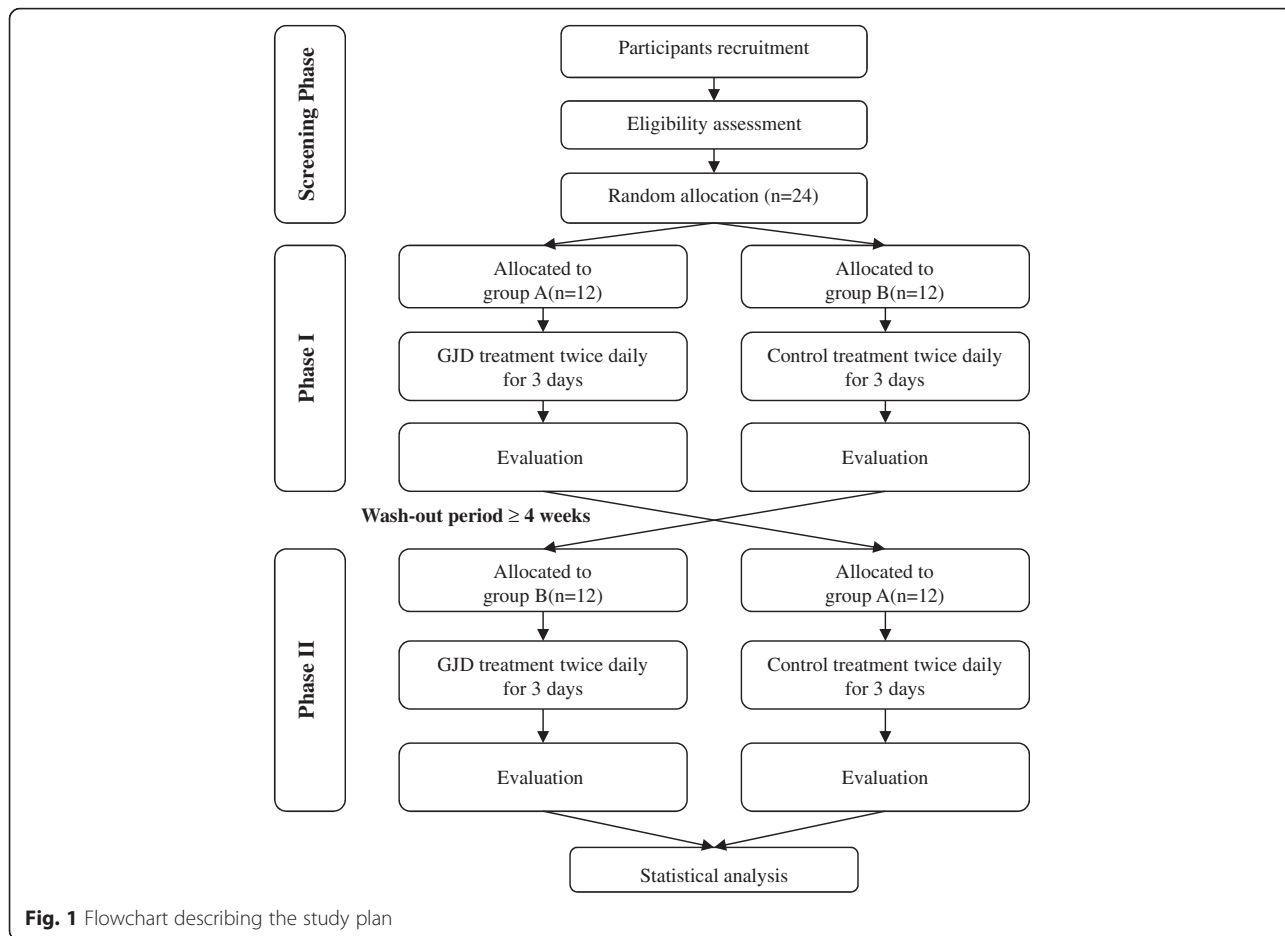 Screening Phase
Participants recruitment
Eligibility assessment
Random allocation (n=24)
Phase I
Allocated to
group A(n=12)
Allocated to
group B(n=12)
GJD treatment twice daily
for 3 days
Control treatment twice daily
for 3 days
Evaluation
Evaluation
Wash-out period ≥ 4 weeks
Phase II
Allocated to
group B(n=12)
Allocated to
group A(n=12)
GJD treatment twice daily
for 3 days
Control treatment twice daily
for 3 days
Evaluation
Evaluation
Statistical analysis
Fig. 1 Flowchart describing the study plan